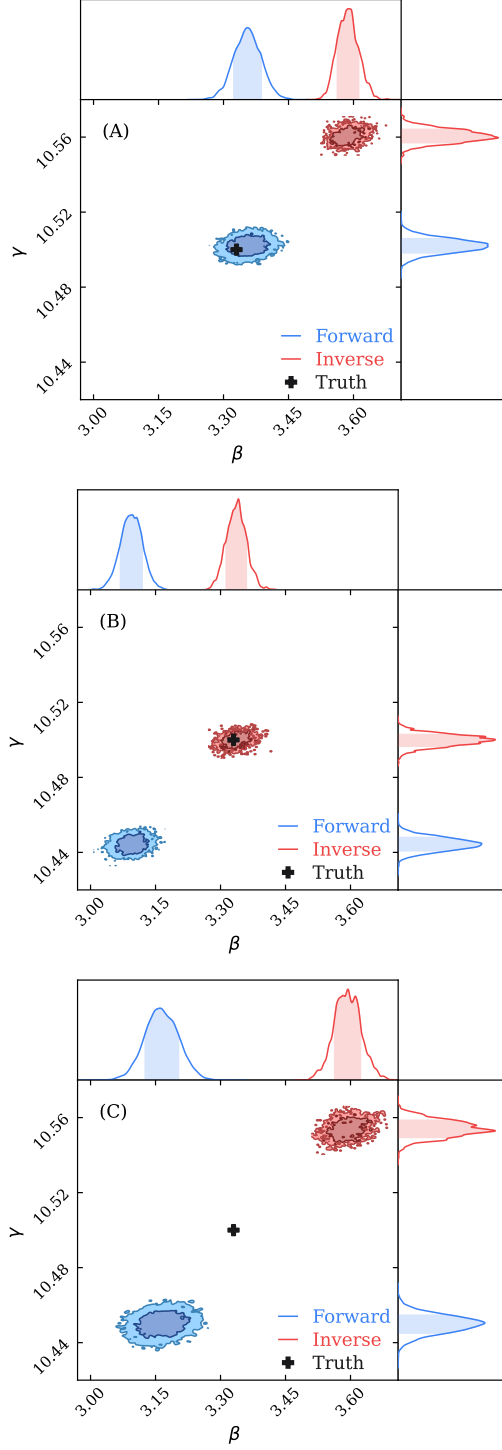 10.56
(A)
10.52
γ
10.48
Forward
Inverse
10.44
Truth
3.00
3.15
3.30
3.45
3.60
β
10.56
(B)
10.52
γ
10.48
Forward
10.44
Inverse
Truth
3.00
3.15
3.30
3.45
3.60
β
10.56
(C)
10.52
γ
10.48
Forward
Inverse
10.44
Truth
3.00
3.15
3.30
3.45
3.60
β